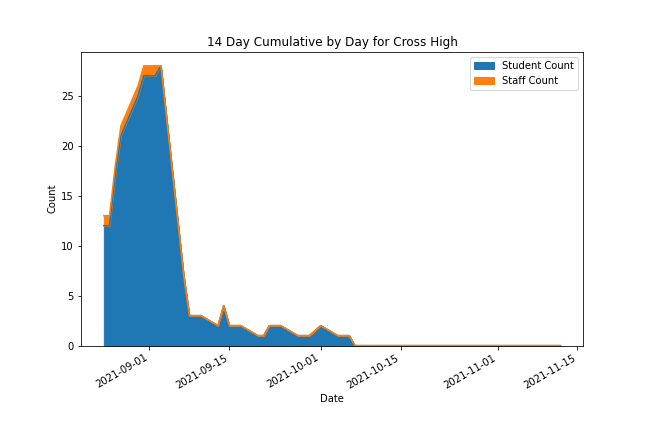 14 Day Cumulative by Day for Cross High
Student Count
Staff Count
25
20
15
10
5
0
Count
2021-09-01
2021-09-15
2021-10-01
2021-10-15
2021-11-01
2021-11-15
Date